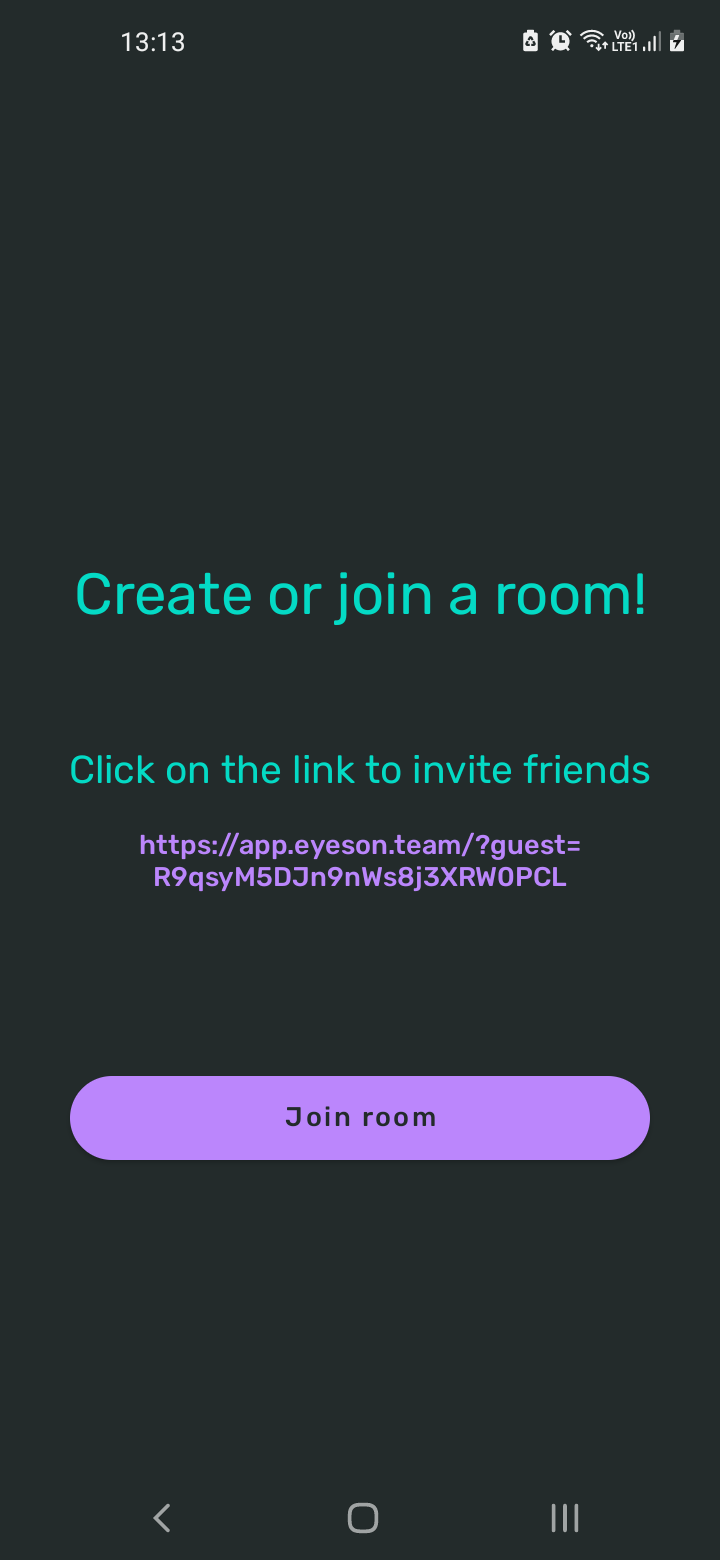 13:13
Vo))
LTE1
Create or join a room!
Click on the link to invite friends
https://app.eyeson.team/?guest=
R9qsyM5DJn9nWs8j3XRW0PCL
Join room